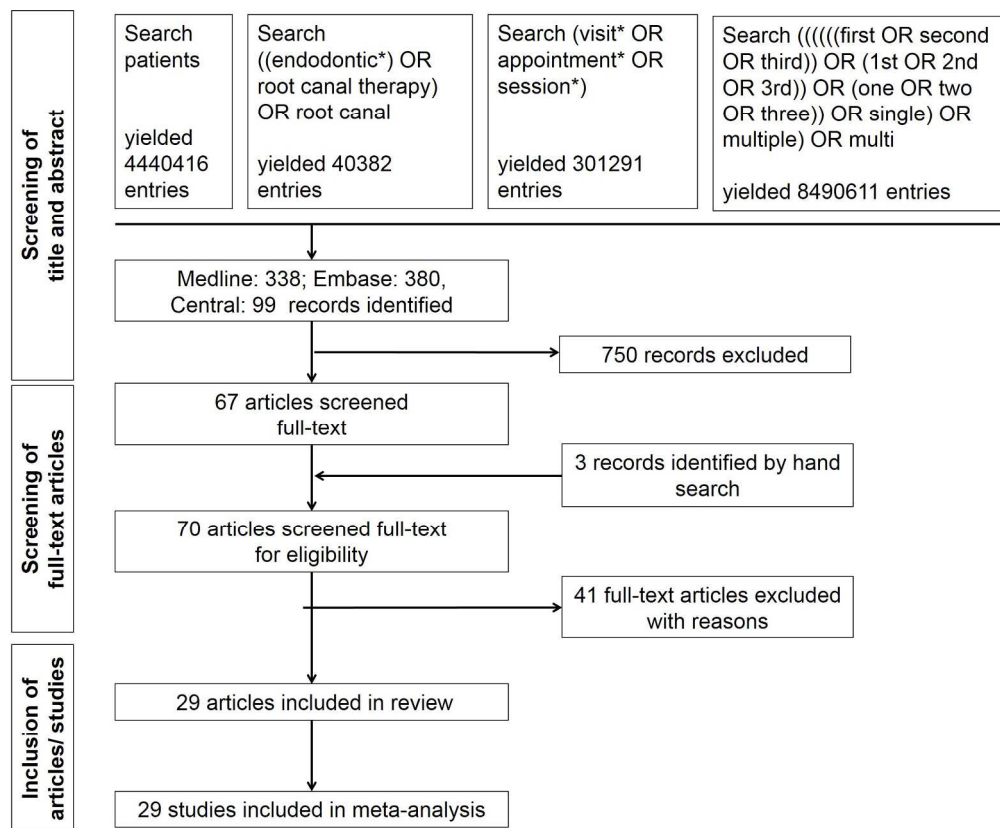 Screening of
title and abstract
Search
patients
yielded
4440416
entries
Search
((endodontic*) OR
root canal therapy)
OR root canal
yielded 40382
entries
Search (visit* OR
appointment* OR
session*)
yielded 301291
entries
Search ((((((first OR second
OR third)) OR (1st OR 2nd
OR 3rd)) OR (one OR two
OR three)) OR single) OR
multiple) OR multi
yielded 8490611 entries
Medline: 338; Embase: 380,
Central: 99 records identified
750 records excluded
Screening of
full-text articles
67 articles screened
full-text
3 records identified by hand
search
70 articles screened full-text
for eligibility
41 full-text articles excluded
with reasons
Inclusion of
articles/ studies
29 articles included in review
29 studies included in meta-analysis